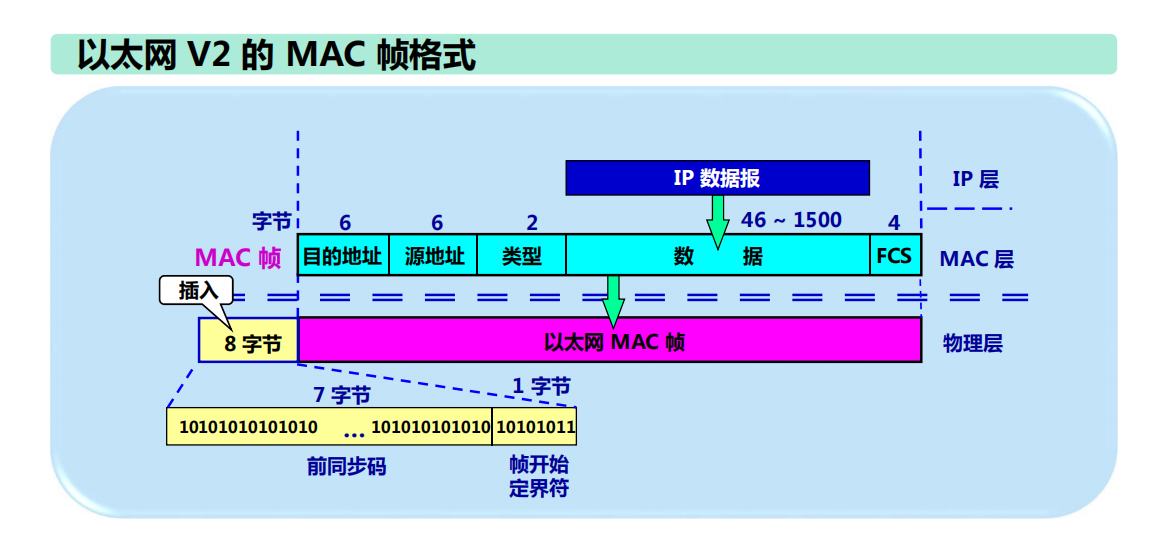 以太网 V2 的 MAC 帧格式
IP 数据报
IP 层
字节
6
6
2
46 ~ 1500
4
MAC 帧
目的地址
源地址
类型
数 据
FCS
MAC 层
插入
8 字节
以太网 MAC 帧
物理层
7 字节
1 字节
10101010101010 … 101010101010
10101011
前同步码
帧开始
定界符